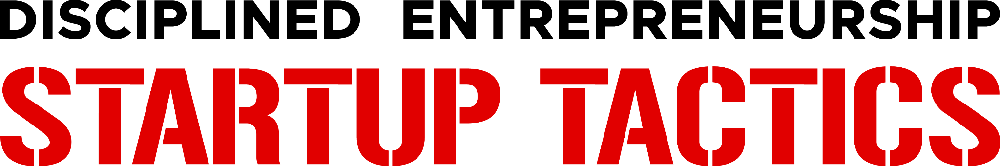 DISCIPLINED ENTREPRENEURSHIP
STARTUP TACTICS